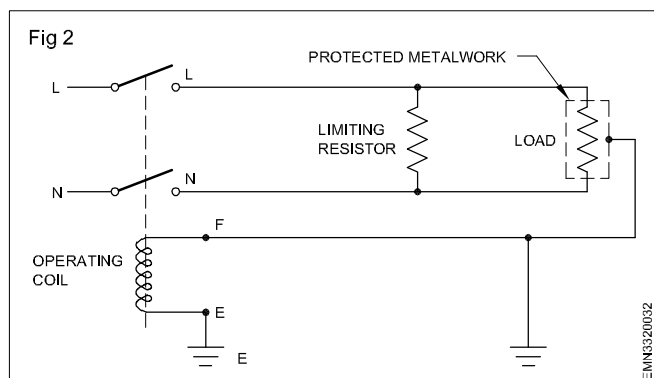 Fig 2
PROTECTED METALWORK
L
L
LIMITING
RESISTOR
LOAD
N
N
F
OPERATING
COIL
E
E
EMN3320032